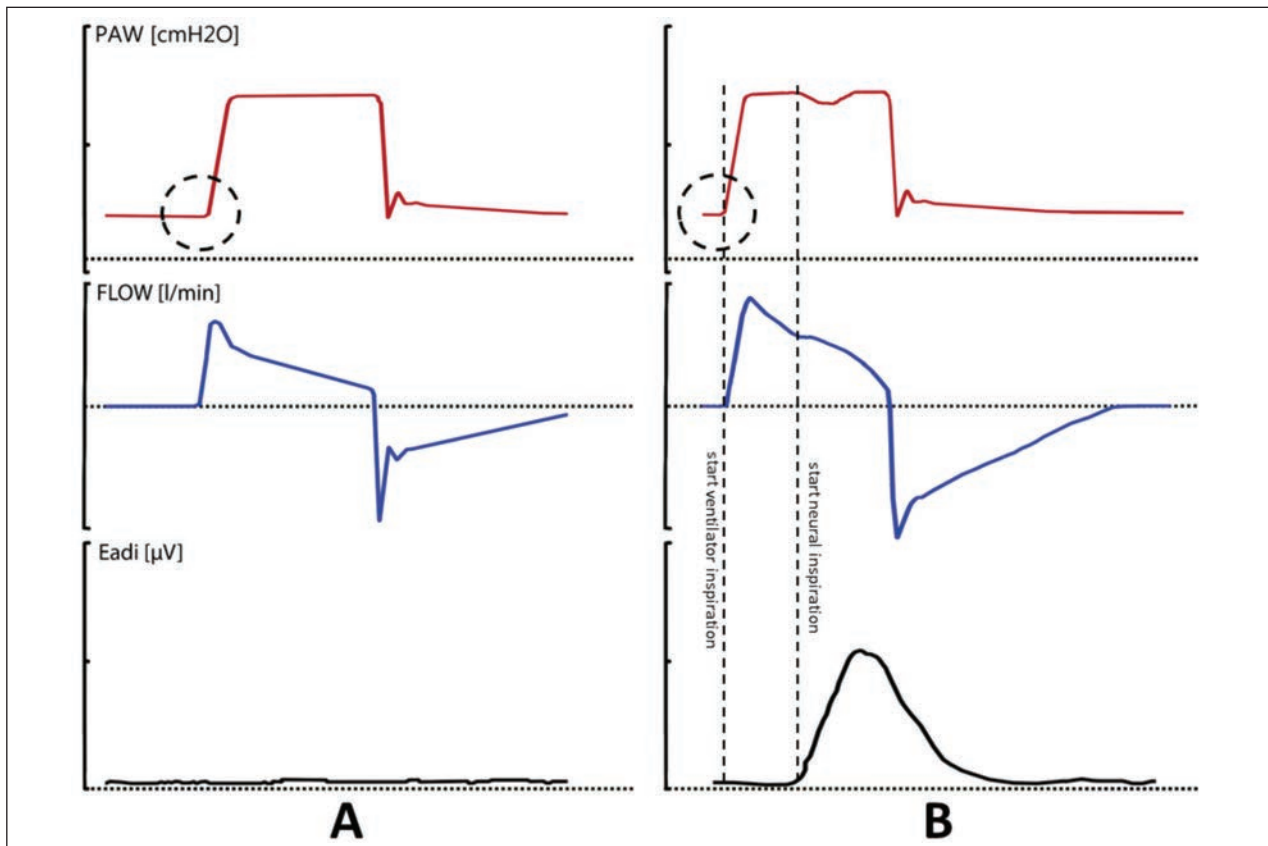 PAW [cmH2O]
FLOW [l/min]
start ventilator inspiration
start neural inspiration
Eadi [µV]
A
B